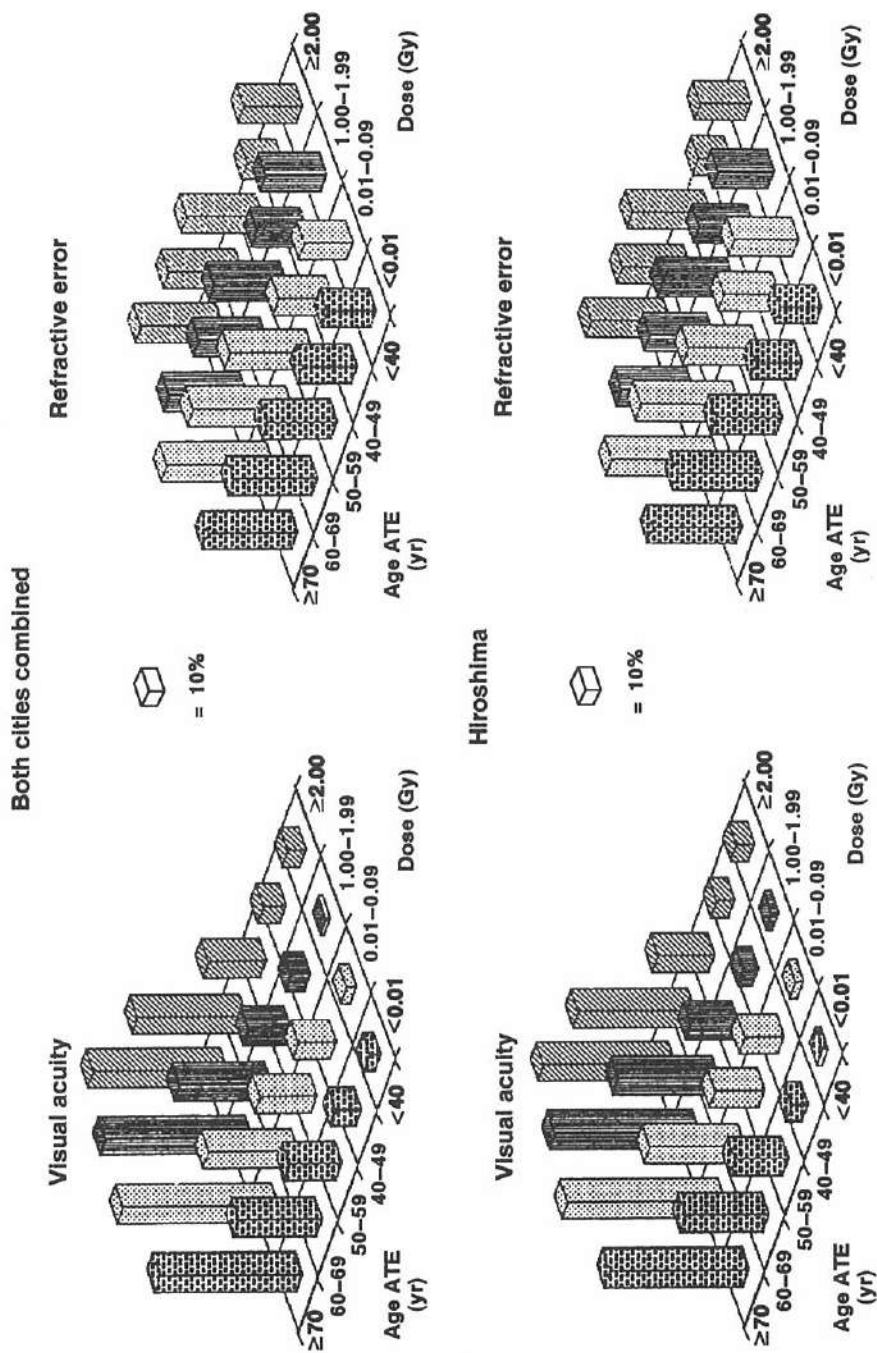 Both cities combined
Visual acuity
Refractive error
= 10%
≥70
60–69
50–59
40–49
<40
Age ATE
(yr)
<0.01
0.01–0.09
1.00–1.99
≥2.00
Dose (Gy)
≥70
60–69
50–59
40–49
<40
Age ATE
(yr)
<0.01
0.01–0.09
1.00–1.99
≥2.00
Dose (Gy)
Hiroshima
Visual acuity
Refractive error
= 10%
≥70
60–69
50–59
40–49
<40
Age ATE
(yr)
<0.01
0.01–0.09
1.00–1.99
≥2.00
Dose (Gy)
≥70
60–69
50–59
40–49
<40
Age ATE
(yr)
<0.01
0.01–0.09
1.00–1.99
≥2.00
Dose (Gy)